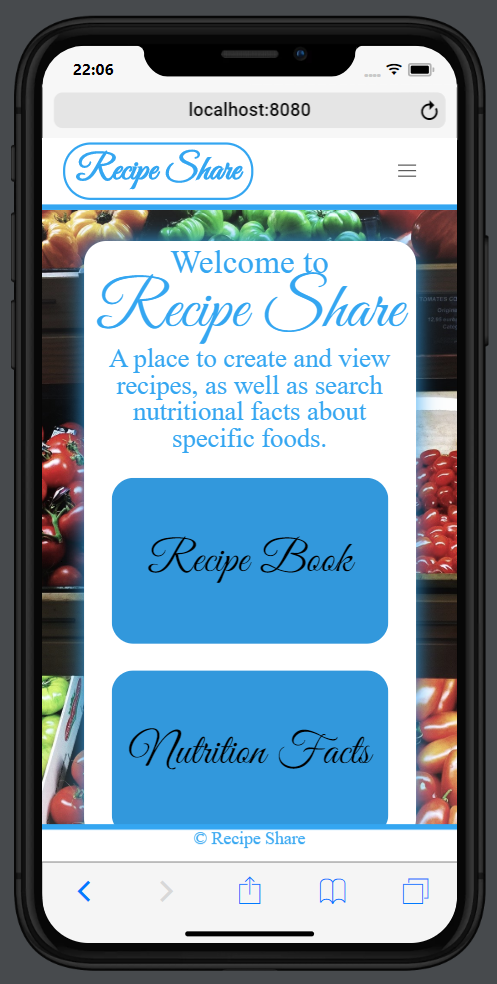 22:06
localhost:8080
Recipe Share
Welcome to
Recipe Share
A place to create and view
recipes, as well as search
nutritional facts about
specific foods.
Recipe Book
Nutrition Facts
© Recipe Share